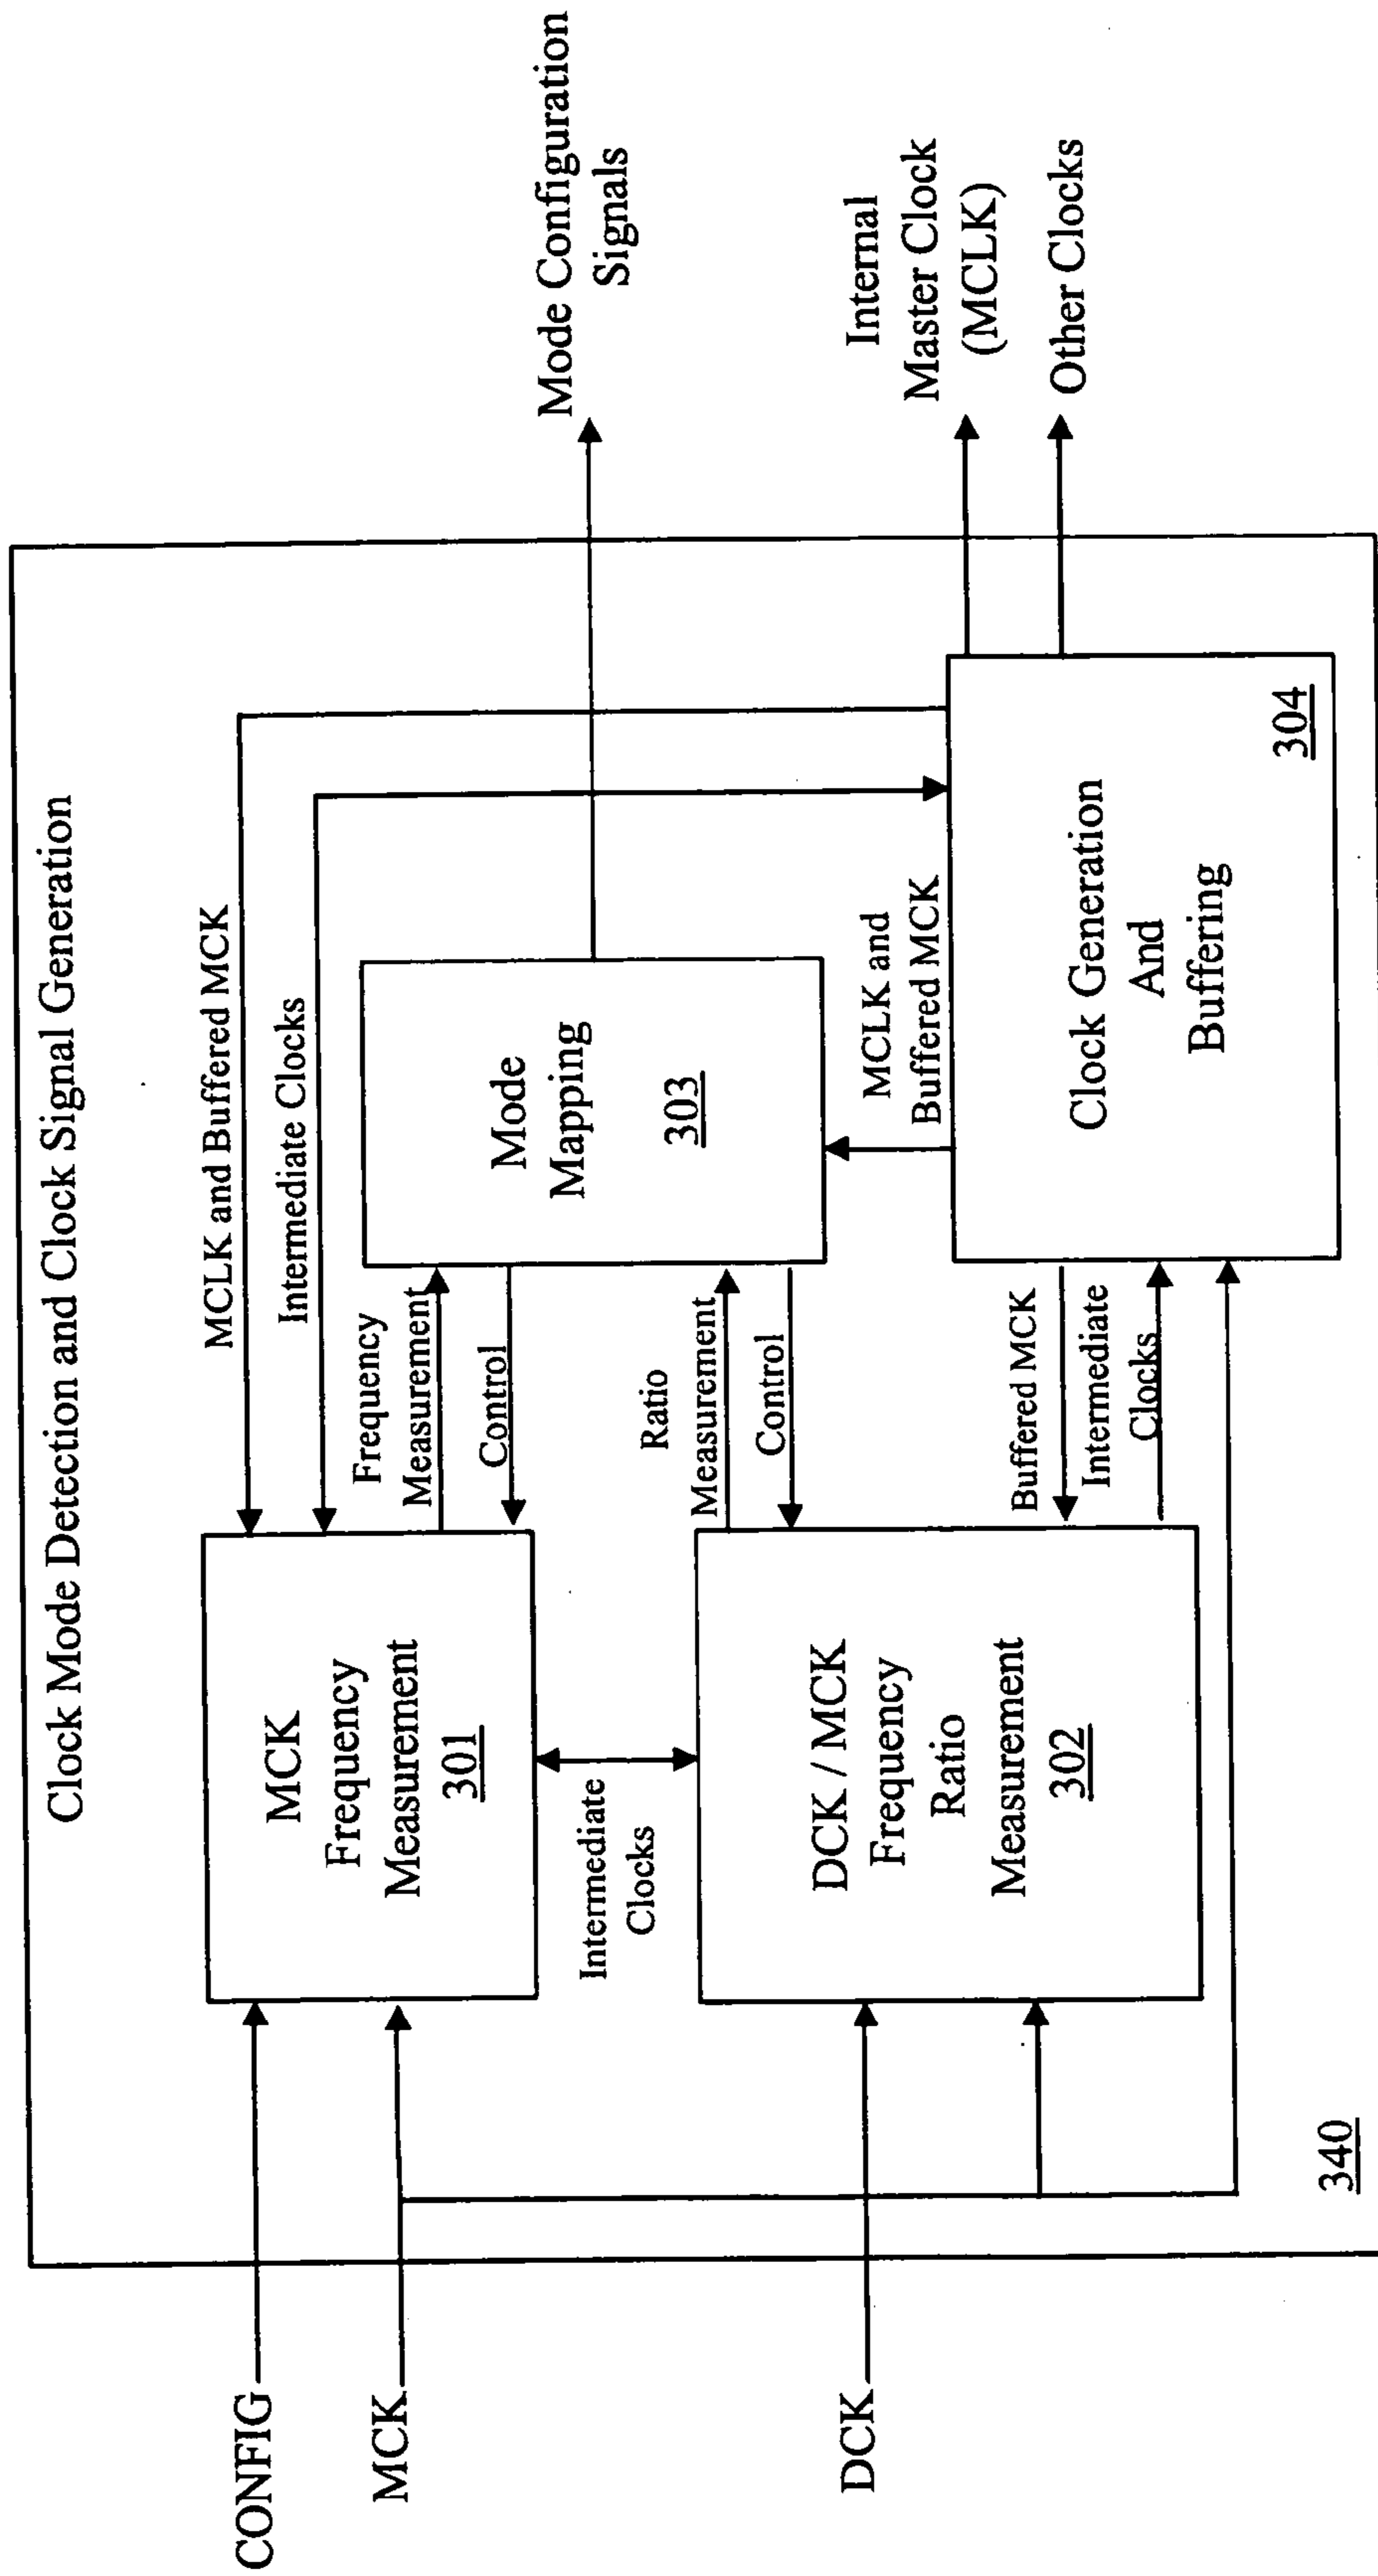 Clock Mode Detection and Clock Signal Generation
CONFIG
MCK
DCK
MCK
Frequency
Measurement
301
Intermediate
Clocks
DCK / MCK
Frequency
Ratio
Measurement
302
MCLK and Buffered MCK
Intermediate Clocks
Frequency
Measurement
Control
Ratio
Measurement
Control
Buffered MCK
Intermediate
Clocks
Mode
Mapping
303
MCLK and
Buffered MCK
Clock Generation
And
Buffering
304
Mode Configuration
Signals
Internal
Master Clock
(MCLK)
Other Clocks
340